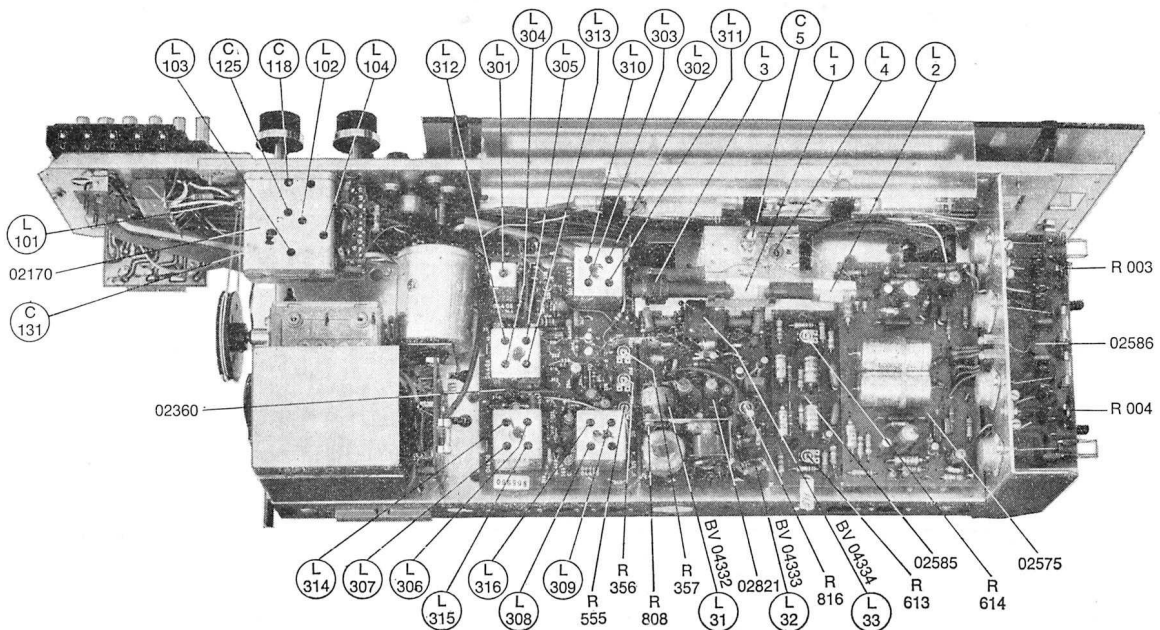 L 103
C 125
C 118
L 102
L 104
L 312
L 301
L 304
L 305
L 313
L 310
L 303
L 302
L 311
L 3
C 5
L 1
L 4
L 2
L 101
02170
C 131
02360
R 003
02586
R 004
L 314
L 307
L 306
L 315
L 316
L 308
L 309
R 555
R 356
R 808
R 357
BV 04332
L 31
02821
BV 04333
L 32
R 816
BV 04334
L 33
R 613
02585
R 614
02575